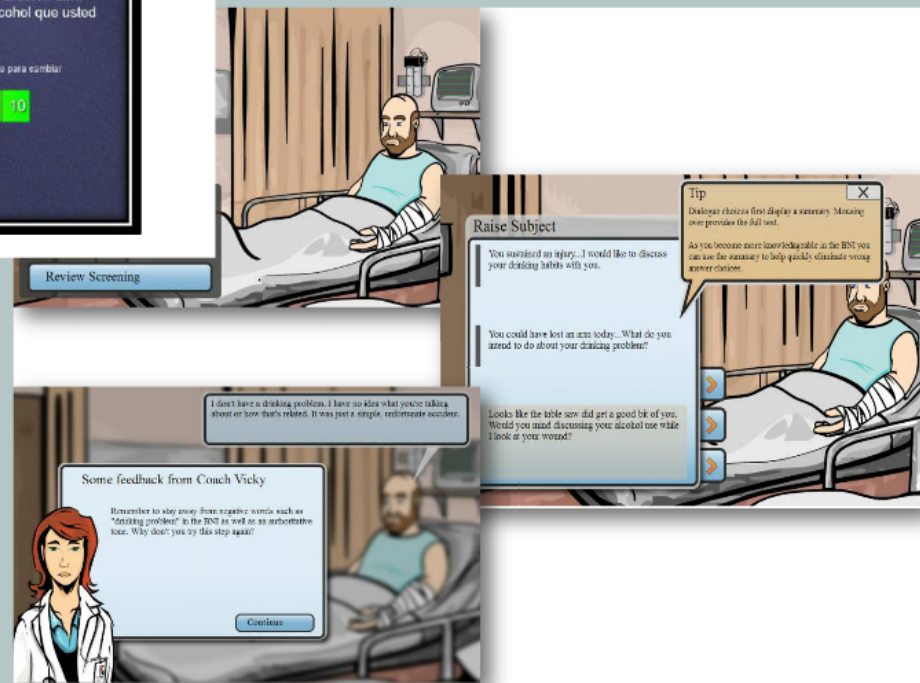 cohol que usted
o para cambiar
10
Review Screening
Raise Subject
You sustained an injury...I would like to discuss
your drinking habits with you.
You could have lost an arm today...What do you
intend to do about your drinking problem?
Looks like the table saw did get a good bit of you.
Would you mind discussing your alcohol use while
I look at your wound?
Tip
X
Dialogue choices first display a summary. Mousing
over provides the full text.
As you become more knowledgeable in the BNI you
can use the summary to help quickly eliminate wrong
answer choices.
I don't have a drinking problem. I have no idea what you're talking
about or how that's related. It was just a simple, unfortunate accident.
Some feedback from Coach Vicky
Remember to stay away from negative words such as
"drinking problem" in the BNI as well as an authoritative
tone. Why don't you try this step again?
Continue